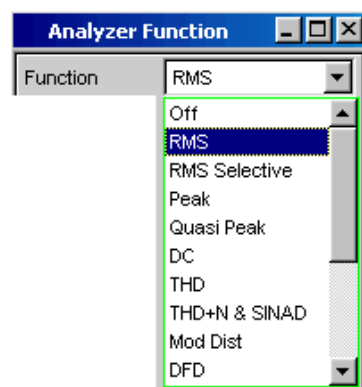 Analyzer Function
Function RMS
Off
RMS
RMS Selective
Peak
Quasi Peak
DC
THD
THD+N & SINAD
Mod Dist
DFD